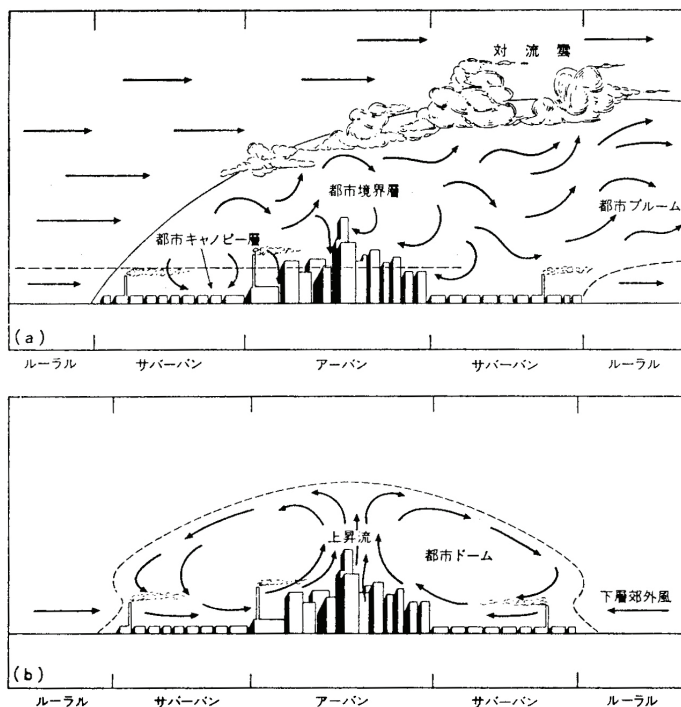 対流雲
都市境界層
都市プルーム
都市キャノピー層
(a)
ルーラル サバーバン アーバン サバーバン ルーラル
上昇流
都市ドーム
下層郊外風
(b)
ルーラル サバーバン アーバン サバーバン ルーラル